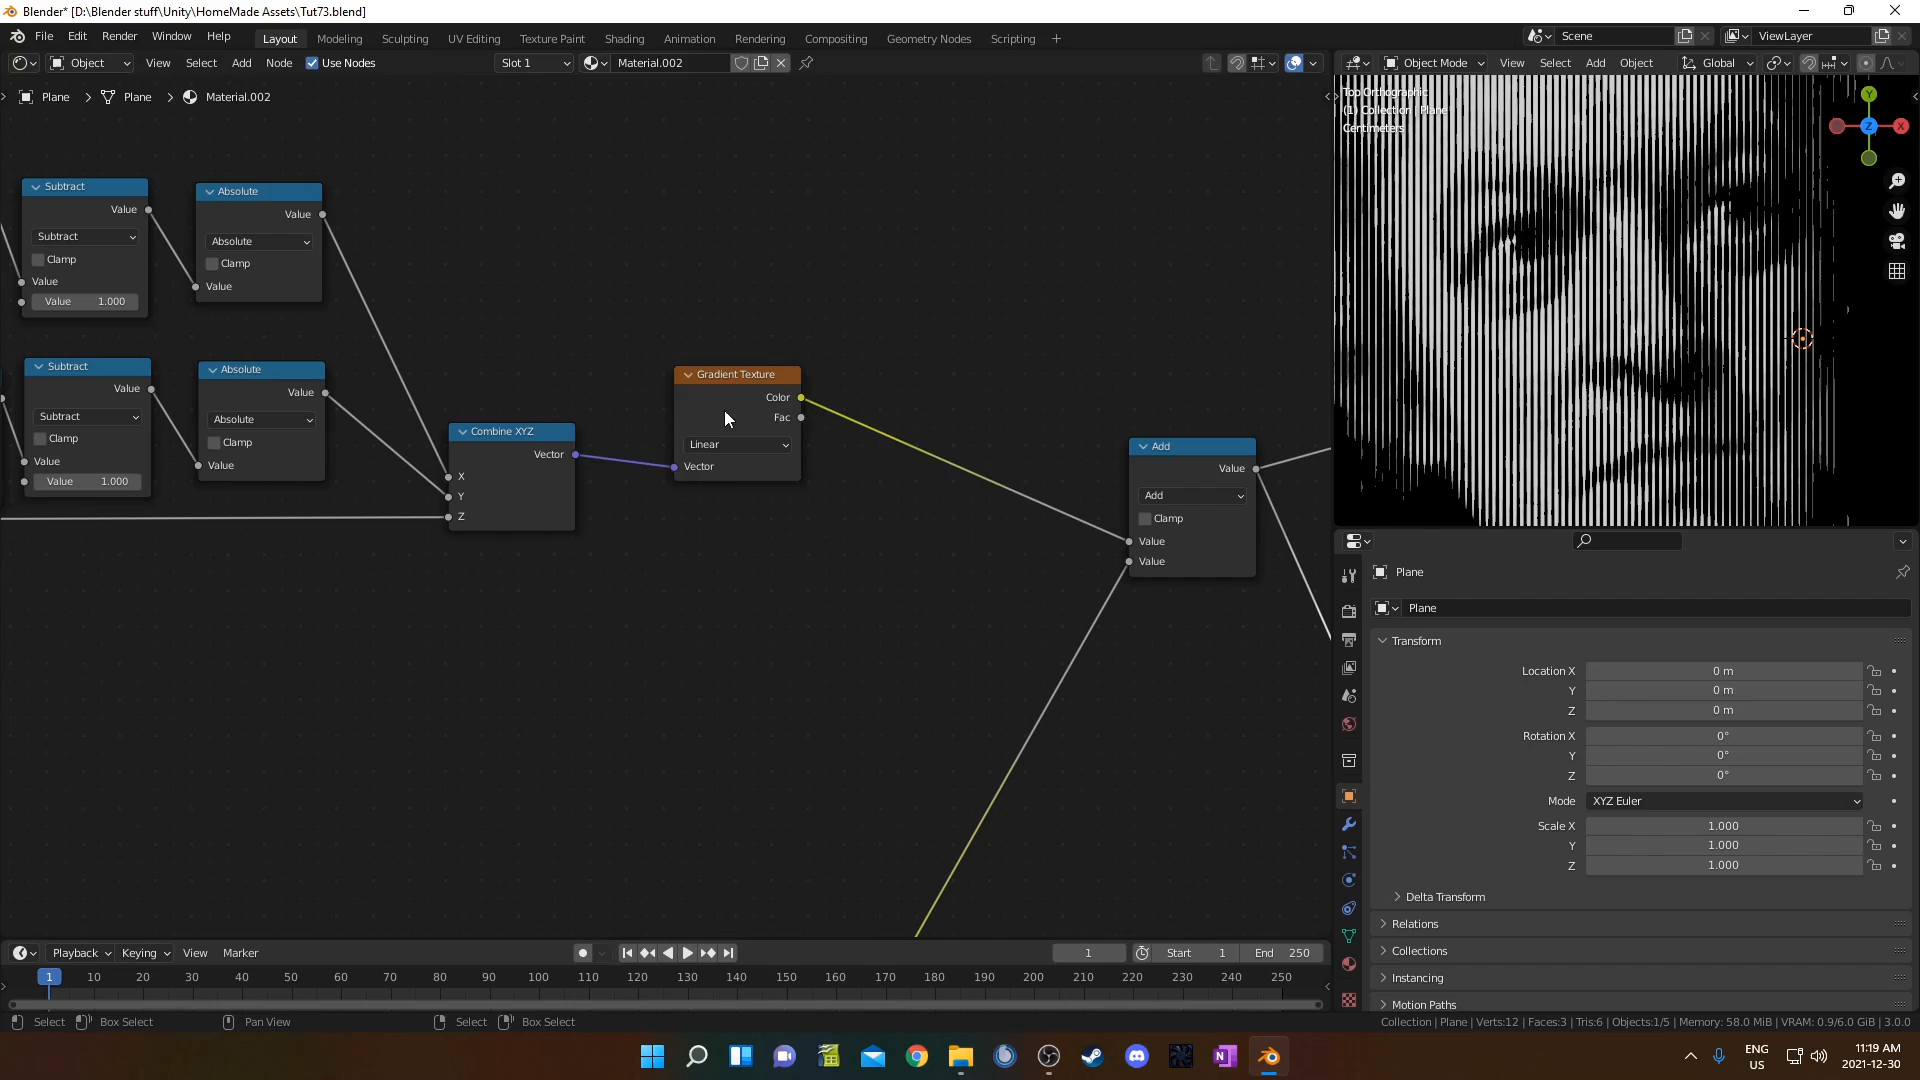 Blender* [D:\Blender stuff\Unity\HomeMade Assets\Tut73.blend]
File Edit Render Window Help Layout Modeling Sculpting UV Editing Texture Paint Shading Animation Rendering Compositing Geometry Nodes Scripting + Scene ViewLayer
Object View Select Add Node Use Nodes Slot 1 Material.002 Object Mode View Select Add Object Global
Plane > Plane > Material.002
Top Orthographic
(1) Collection | Plane
Centimeters
Y
Z
X
Subtract
Value
Subtract
Clamp
Value
Value 1.000
Absolute
Value
Absolute
Clamp
Value
Subtract
Value
Subtract
Clamp
Value
Value 1.000
Absolute
Value
Absolute
Clamp
Value
Combine XYZ
Vector
X
Y
Z
Gradient Texture
Color
Fac
Linear
Vector
Add
Value
Add
Clamp
Value
Value
Plane
Plane
Transform
Location X 0 m
Y 0 m
Z 0 m
Rotation X 0°
Y 0°
Z 0°
Mode XYZ Euler
Scale X 1.000
Y 1.000
Z 1.000
Delta Transform
Relations
Collections
Instancing
Motion Paths
Playback Keying View Marker 1 Start 1 End 250
1 10 20 30 40 50 60 70 80 90 100 110 120 130 140 150 160 170 180 190 200 210 220 230 240 250
Select Box Select Pan View Select Box Select Collection | Plane | Verts:12 | Faces:3 | Tris:6 | Objects:1/5 | Memory: 58.0 MiB | VRAM: 0.9/6.0 GiB | 3.0.0
ENG
US
11:19 AM
2021-12-30